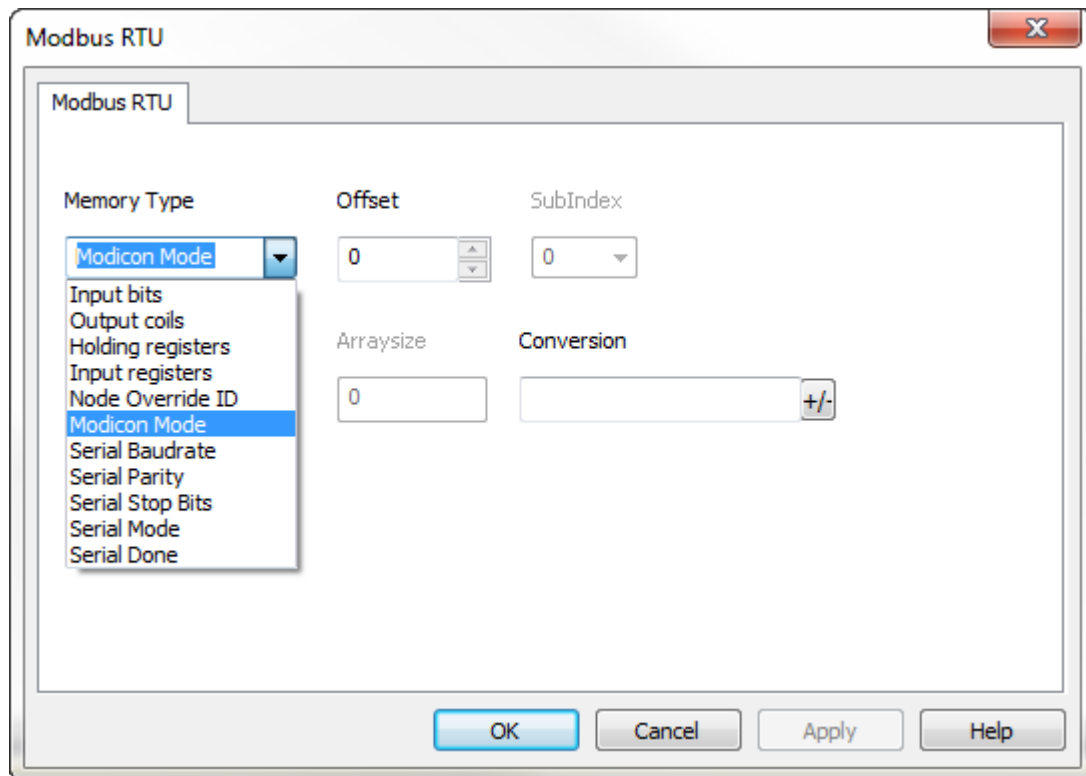 Modbus RTU
Modbus RTU
Memory Type Offset SubIndex
Modicon Mode 0 0
Input bits
Output coils
Holding registers
Input registers
Node Override ID
Modicon Mode
Serial Baudrate
Serial Parity
Serial Stop Bits
Serial Mode
Serial Done
Arraysize Conversion
0 +/-
OK Cancel Apply Help